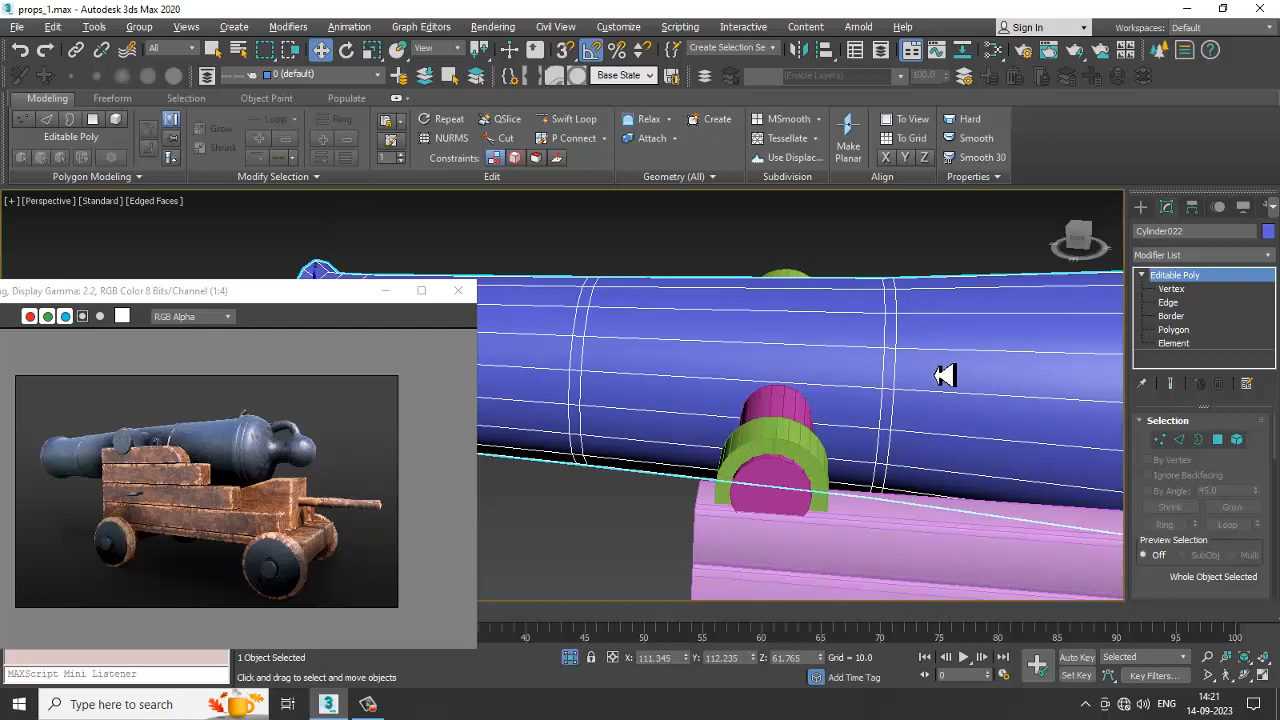 props_1.max - Autodesk 3ds Max 2020
File Edit Tools Group Views Create Modifiers Animation Graph Editors Rendering Civil View Customize Scripting Interactive Content Arnold Help Sign In Workspaces: Default
All View Create Selection Se
0 (default) Base State (Enable Layers) 100.0
Modeling Freeform Selection Object Paint Populate
Grow Loop Ring Repeat QSlice Swift Loop Relax Create MSmooth To View Hard
Editable Poly Shrink NURMS Cut P Connect Attach Tessellate Make Planar To Grid Smooth
1 Constraints: Use Displac... X Y Z Smooth 30
Polygon Modeling Modify Selection Edit Geometry (All) Subdivision Align Properties
[+] [Perspective] [Standard] [Edged Faces]
Cylinder022
Modifier List
Editable Poly
Vertex
Edge
Border
Polygon
Element
Display Gamma: 2.2, RGB Color 8 Bits/Channel (1:4)
RGB Alpha
Selection
By Vertex
Ignore Backfacing
By Angle: 45.0
Shrink Grow
Ring Loop
Preview Selection
Off SubObj Multi
Whole Object Selected
40 45 50 55 60 65 70 75 80 85 90 95 100
1 Object Selected X: 111.345 Y: 112.235 Z: 61.765 Grid = 10.0 Auto Key Selected
MAXScript Mini Listener Click and drag to select and move objects Add Time Tag 0 Set Key Key Filters...
Type here to search ENG 14:21
14-09-2023